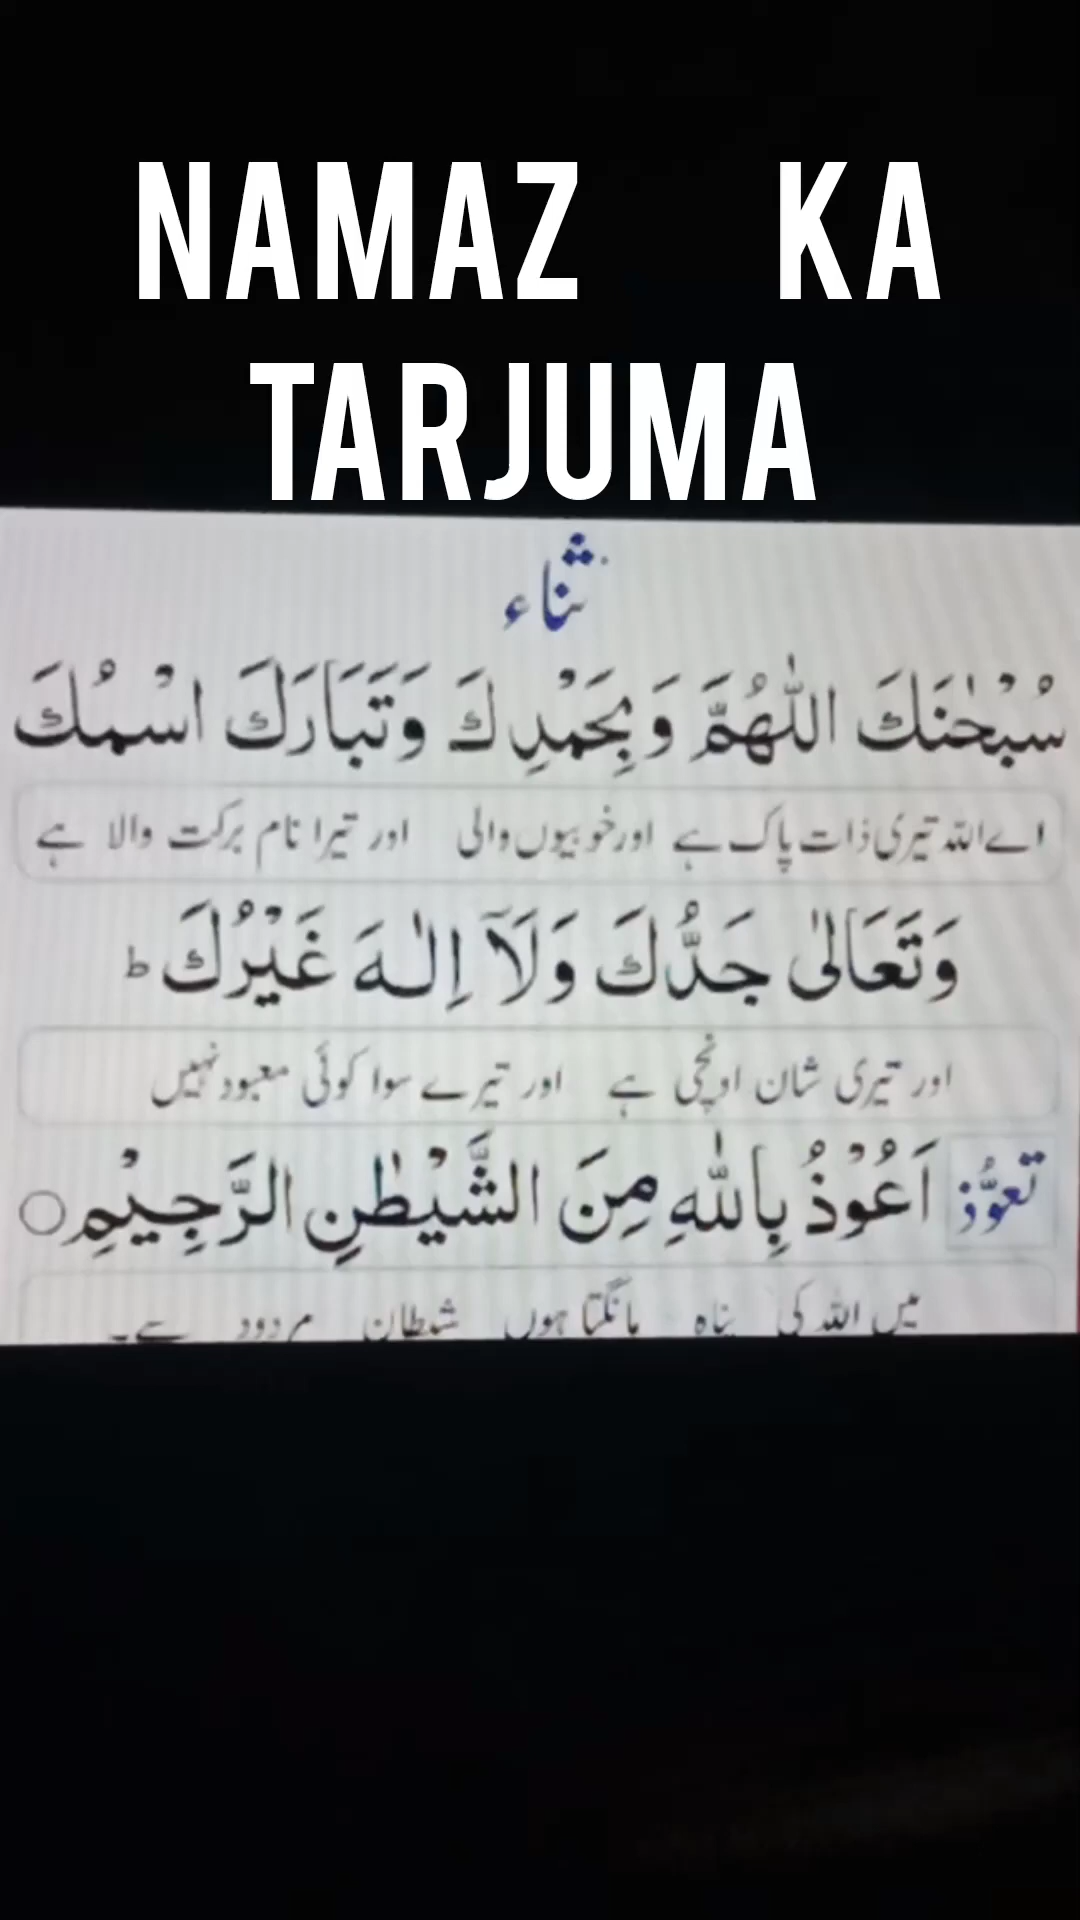 NAMAZ KA
TARJUMA
ثناء
سُبْحٰنَكَ اللّٰهُمَّ وَبِحَمْدِكَ وَتَبَارَكَ اسْمُكَ
اے اللہ تیری ذات پاک ہے اور خوبیوں والی اور تیرا نام برکت والا ہے
وَتَعَالٰى جَدُّكَ وَلَآ اِلٰهَ غَيْرُكَ ط
اور تیری شان اونچی ہے اور تیرے سوا کوئی معبود نہیں
تعوُّذ اَعُوْذُ بِاللّٰهِ مِنَ الشَّيْطٰنِ الرَّجِيْمِ ○
میں اللہ کی پناہ مانگتا ہوں شیطان مردود سے۔